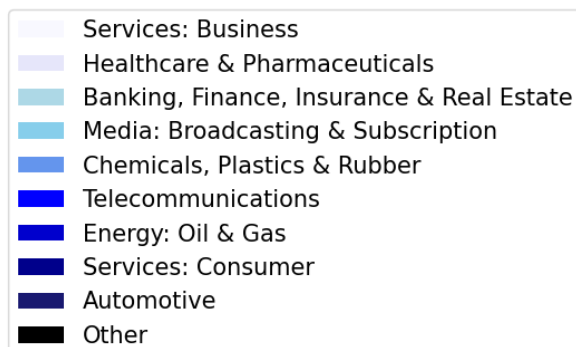 Services: Business
Healthcare & Pharmaceuticals
Banking, Finance, Insurance & Real Estate
Media: Broadcasting & Subscription
Chemicals, Plastics & Rubber
Telecommunications
Energy: Oil & Gas
Services: Consumer
Automotive
Other